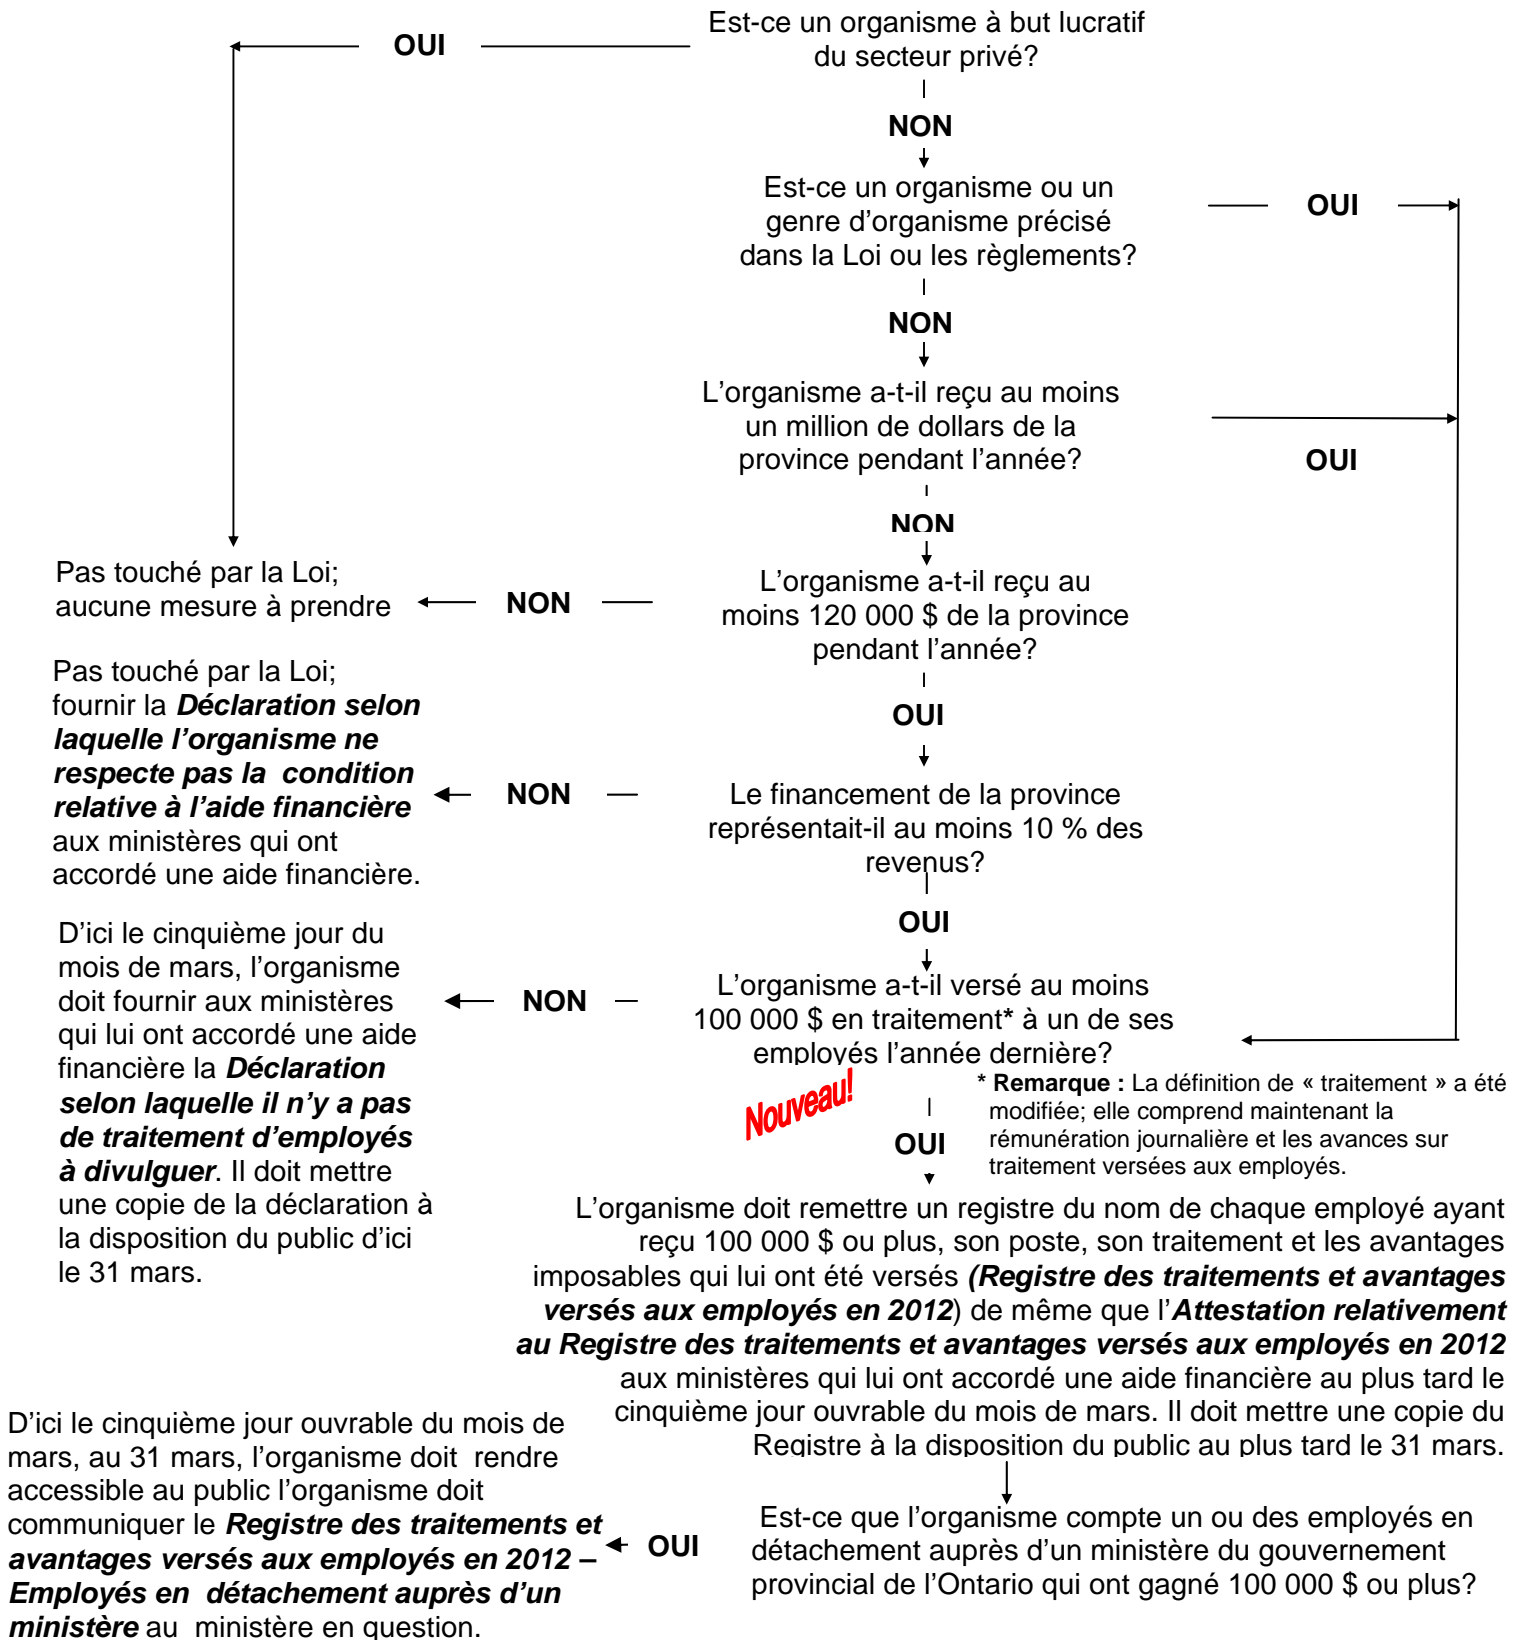 Est-ce un organisme à but lucratif
du secteur privé?
OUI
NON
Est-ce un organisme ou un
genre d'organisme précisé
dans la Loi ou les règlements?
OUI
NON
L'organisme a-t-il reçu au moins
un million de dollars de la
province pendant l'année?
OUI
NON
L'organisme a-t-il reçu au
moins 120 000 $ de la province
pendant l'année?
NON
Pas touché par la Loi;
aucune mesure à prendre
OUI
Le financement de la province
représentait-il au moins 10 % des
revenus?
NON
Pas touché par la Loi;
fournir la Déclaration selon
laquelle l'organisme ne
respecte pas la condition
relative à l'aide financière
aux ministères qui ont
accordé une aide financière.
OUI
L'organisme a-t-il versé au moins
100 000 $ en traitement* à un de ses
employés l'année dernière?
NON
D'ici le cinquième jour du
mois de mars, l'organisme
doit fournir aux ministères
qui lui ont accordé une aide
financière la Déclaration
selon laquelle il n'y a pas
de traitement d'employés
à divulguer. Il doit mettre
une copie de la déclaration à
la disposition du public d'ici
le 31 mars.
Nouveau!
* Remarque : La définition de « traitement » a été
modifiée; elle comprend maintenant la
rémunération journalière et les avances sur
traitement versées aux employés.
OUI
L'organisme doit remettre un registre du nom de chaque employé ayant
reçu 100 000 $ ou plus, son poste, son traitement et les avantages
imposables qui lui ont été versés (Registre des traitements et avantages
versés aux employés en 2012) de même que l'Attestation relativement
au Registre des traitements et avantages versés aux employés en 2012
aux ministères qui lui ont accordé une aide financière au plus tard le
cinquième jour ouvrable du mois de mars. Il doit mettre une copie du
Registre à la disposition du public au plus tard le 31 mars.
Est-ce que l'organisme compte un ou des employés en
détachement auprès d'un ministère du gouvernement
provincial de l'Ontario qui ont gagné 100 000 $ ou plus?
OUI
D'ici le cinquième jour ouvrable du mois de
mars, au 31 mars, l'organisme doit rendre
accessible au public l'organisme doit
communiquer le Registre des traitements et
avantages versés aux employés en 2012 –
Employés en détachement auprès d'un
ministère au ministère en question.